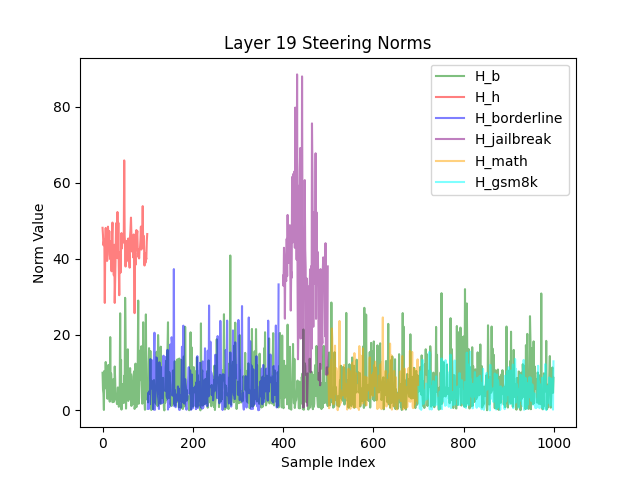 Layer 19 Steering Norms
H_b
H_h
H_borderline
H_jailbreak
H_math
H_gsm8k
Norm Value
80
60
40
20
0
0
200
400
600
800
1000
Sample Index